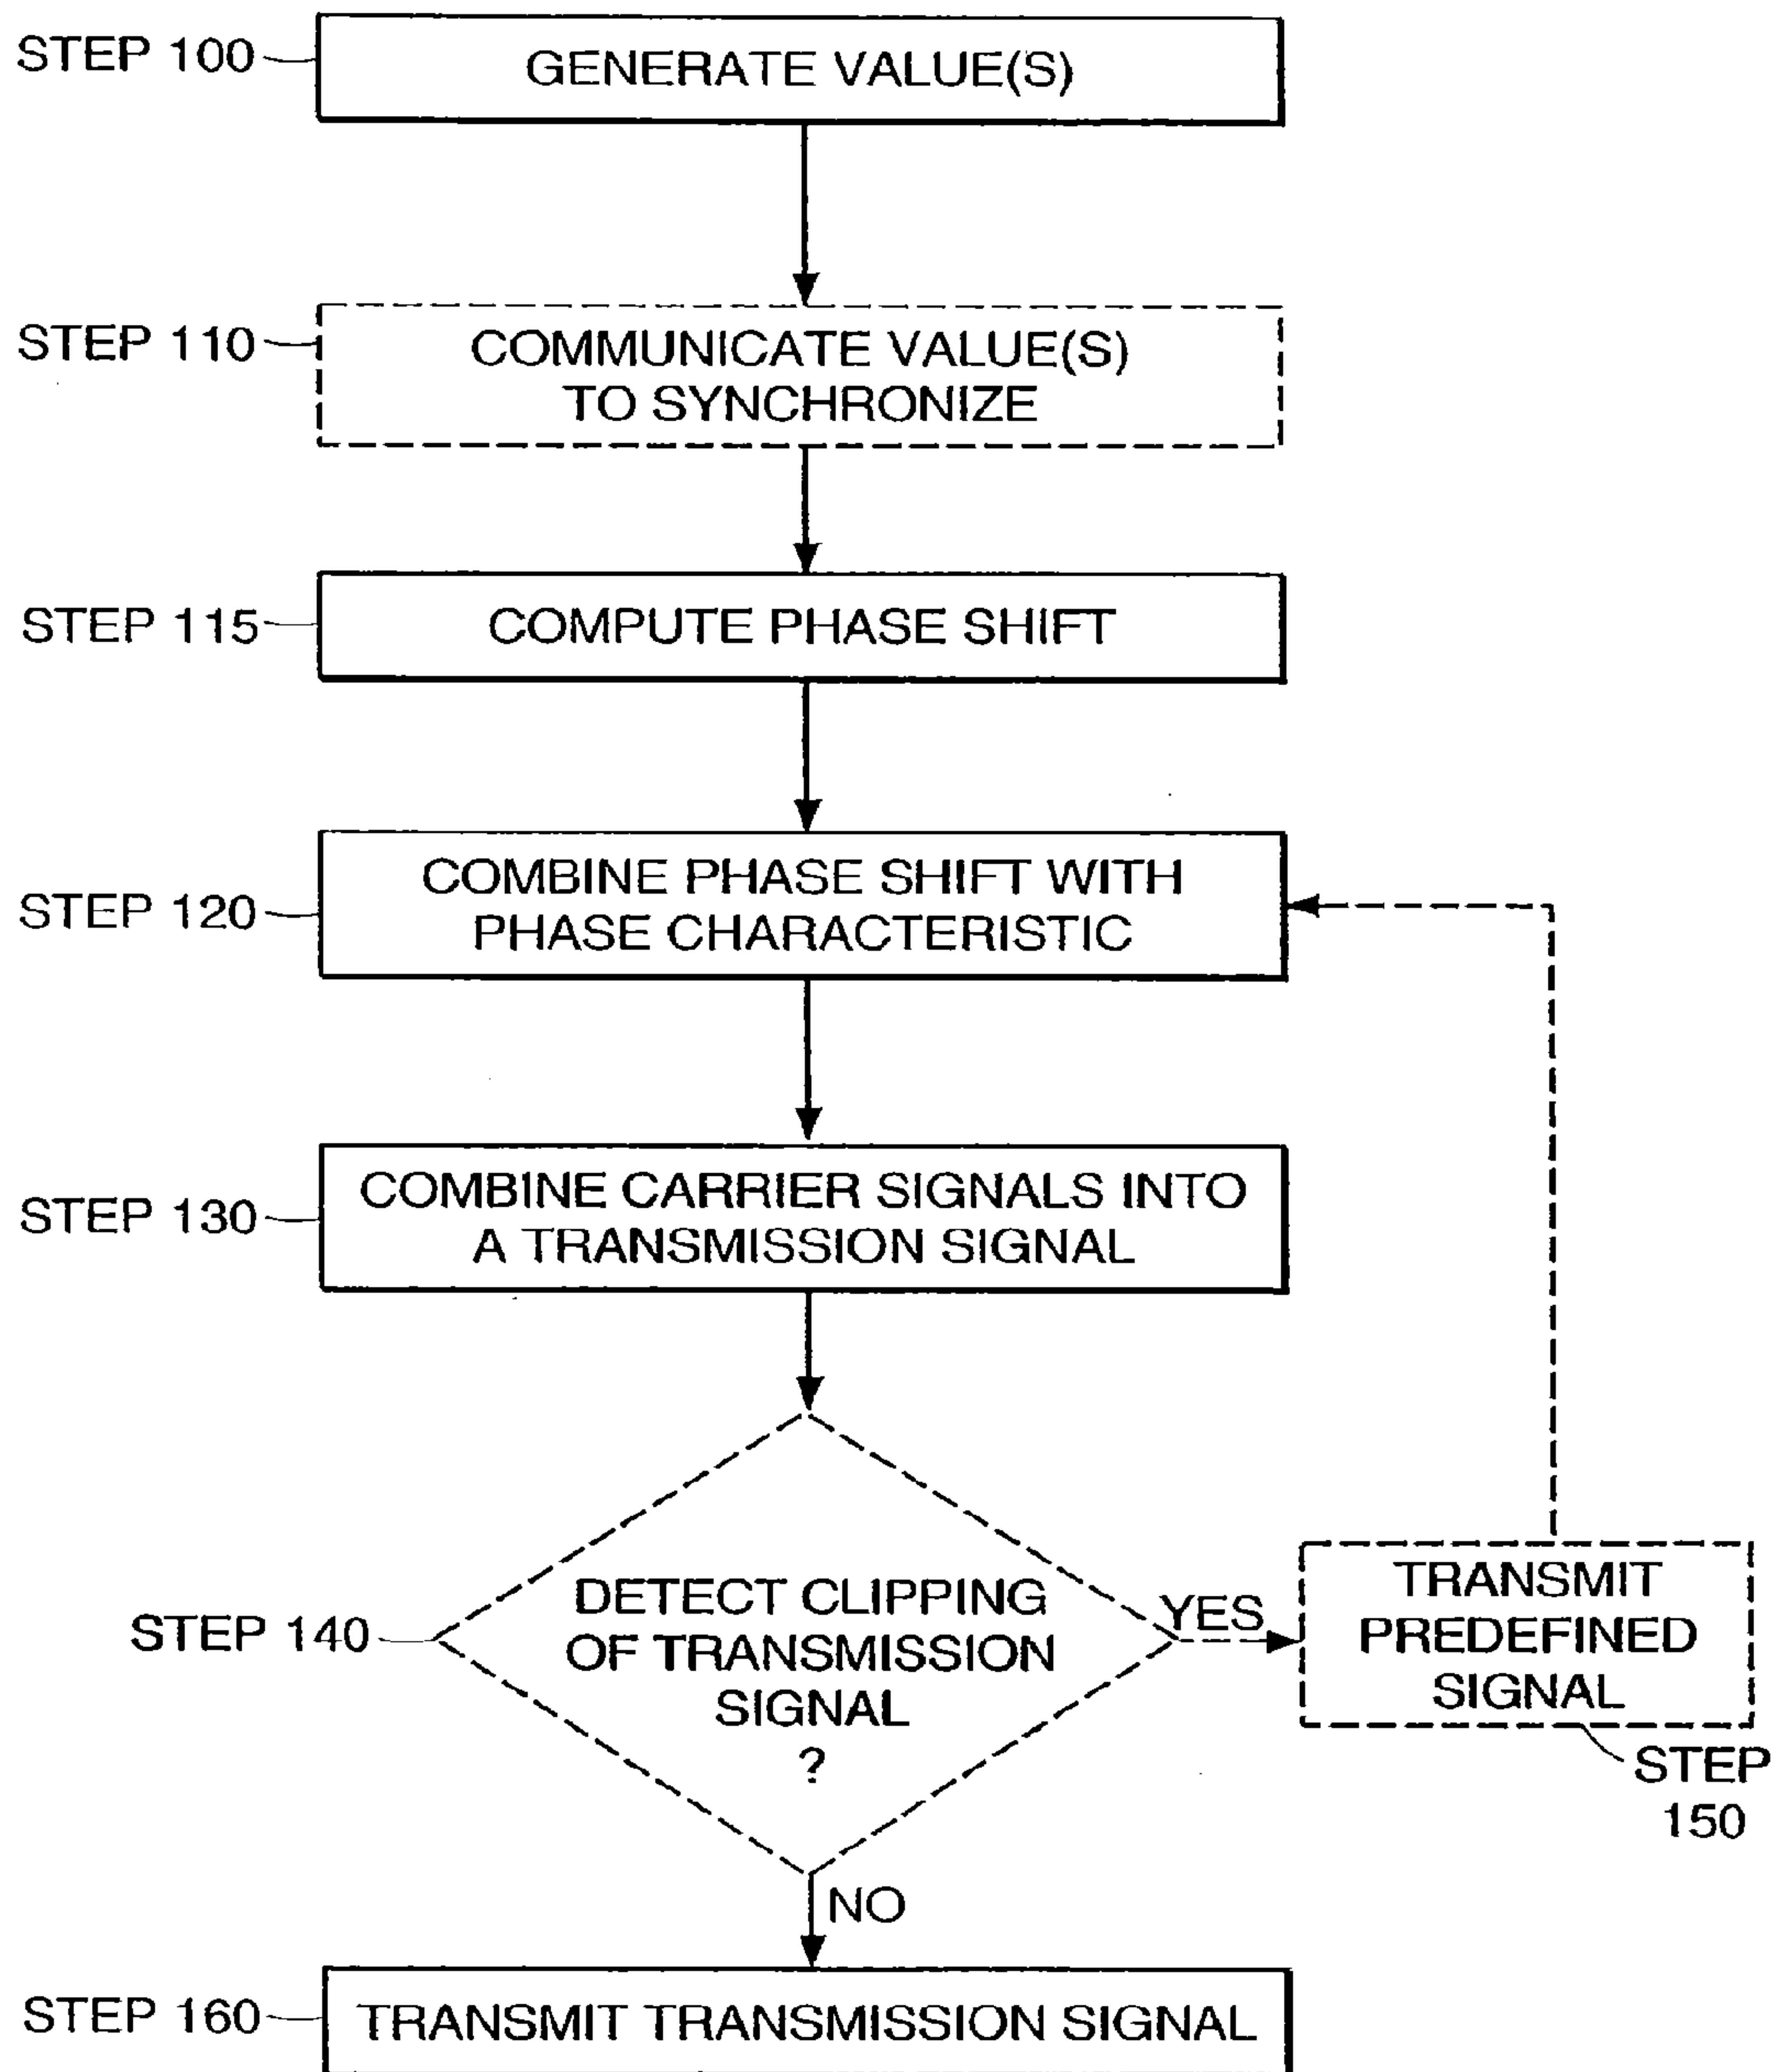 STEP 100
GENERATE VALUE(S)
STEP 110
COMMUNICATE VALUE(S)
TO SYNCHRONIZE
STEP 115
COMPUTE PHASE SHIFT
STEP 120
COMBINE PHASE SHIFT WITH
PHASE CHARACTERISTIC
STEP 130
COMBINE CARRIER SIGNALS INTO
A TRANSMISSION SIGNAL
STEP 140
DETECT CLIPPING
OF TRANSMISSION
SIGNAL
?
YES
TRANSMIT
PREDEFINED
SIGNAL
STEP
150
NO
STEP 160
TRANSMIT TRANSMISSION SIGNAL